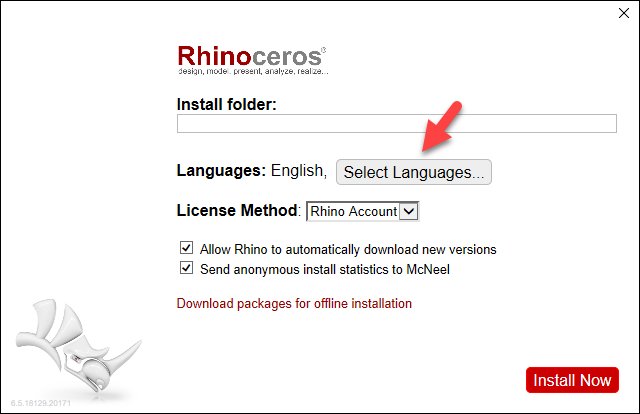 Rhinoceros®
design, model, present, analyze, realize...
Install folder:
Languages: English, Select Languages...
License Method: Rhino Account
Allow Rhino to automatically download new versions
Send anonymous install statistics to McNeel
Download packages for offline installation
Install Now
6.5.18129.20171